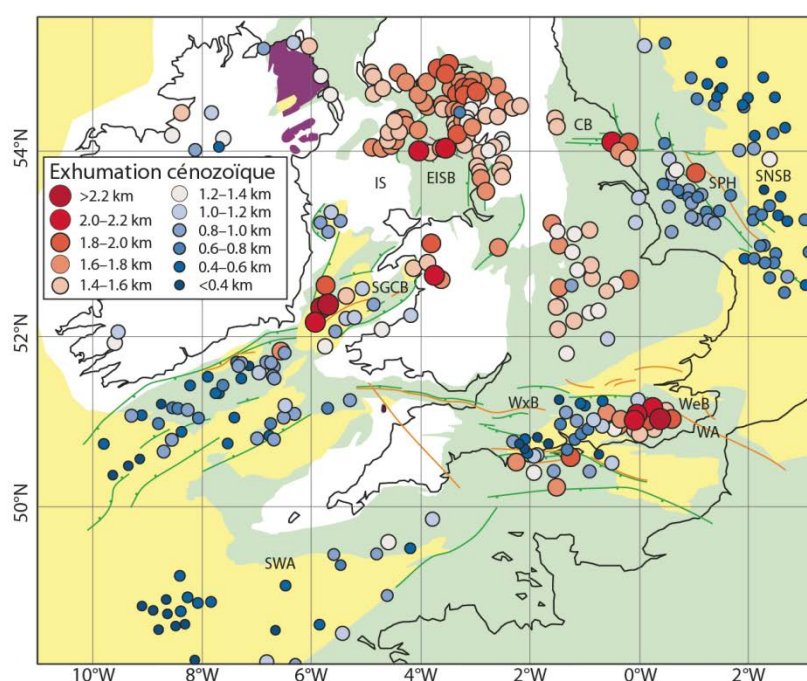 54°N
52°N
50°N
Exhumation cénozoïque
>2.2 km
2.0–2.2 km
1.8–2.0 km
1.6–1.8 km
1.4–1.6 km
1.2–1.4 km
1.0–1.2 km
0.8–1.0 km
0.6–0.8 km
0.4–0.6 km
<0.4 km
CB
IS
EISB
SPH
SNSB
SGCB
WxB
WeB
WA
SWA
10°W
8°W
6°W
4°W
2°W
0°W
2°W